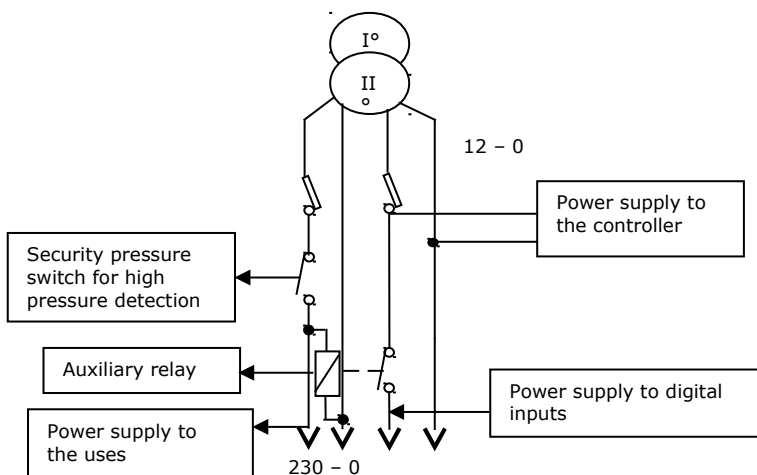 I°
II
°
12 – 0
Power supply to
the controller
Security pressure
switch for high
pressure detection
Auxiliary relay
Power supply to digital
inputs
Power supply to
the uses
230 – 0